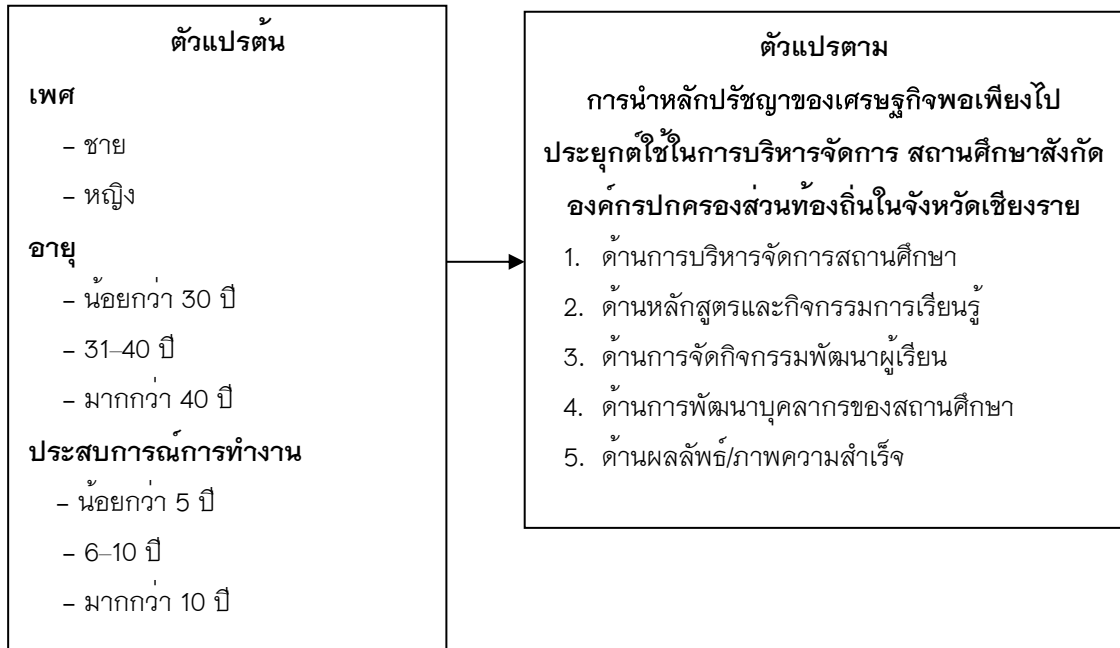 ตัวแปรต้น
เพศ
– ชาย
– หญิง
อายุ
– น้อยกว่า 30 ปี
– 31–40 ปี
– มากกว่า 40 ปี
ประสบการณ์การทำงาน
– น้อยกว่า 5 ปี
– 6–10 ปี
– มากกว่า 10 ปี
ตัวแปรตาม
การนำหลักปรัชญาของเศรษฐกิจพอเพียงไป
ประยุกต์ใช้ในการบริหารจัดการ สถานศึกษาสังกัด
องค์กรปกครองส่วนท้องถิ่นในจังหวัดเชียงราย
1. ด้านการบริหารจัดการสถานศึกษา
2. ด้านหลักสูตรและกิจกรรมการเรียนรู้
3. ด้านการจัดกิจกรรมพัฒนาผู้เรียน
4. ด้านการพัฒนาบุคลากรของสถานศึกษา
5. ด้านผลลัพธ์/ภาพความสำเร็จ